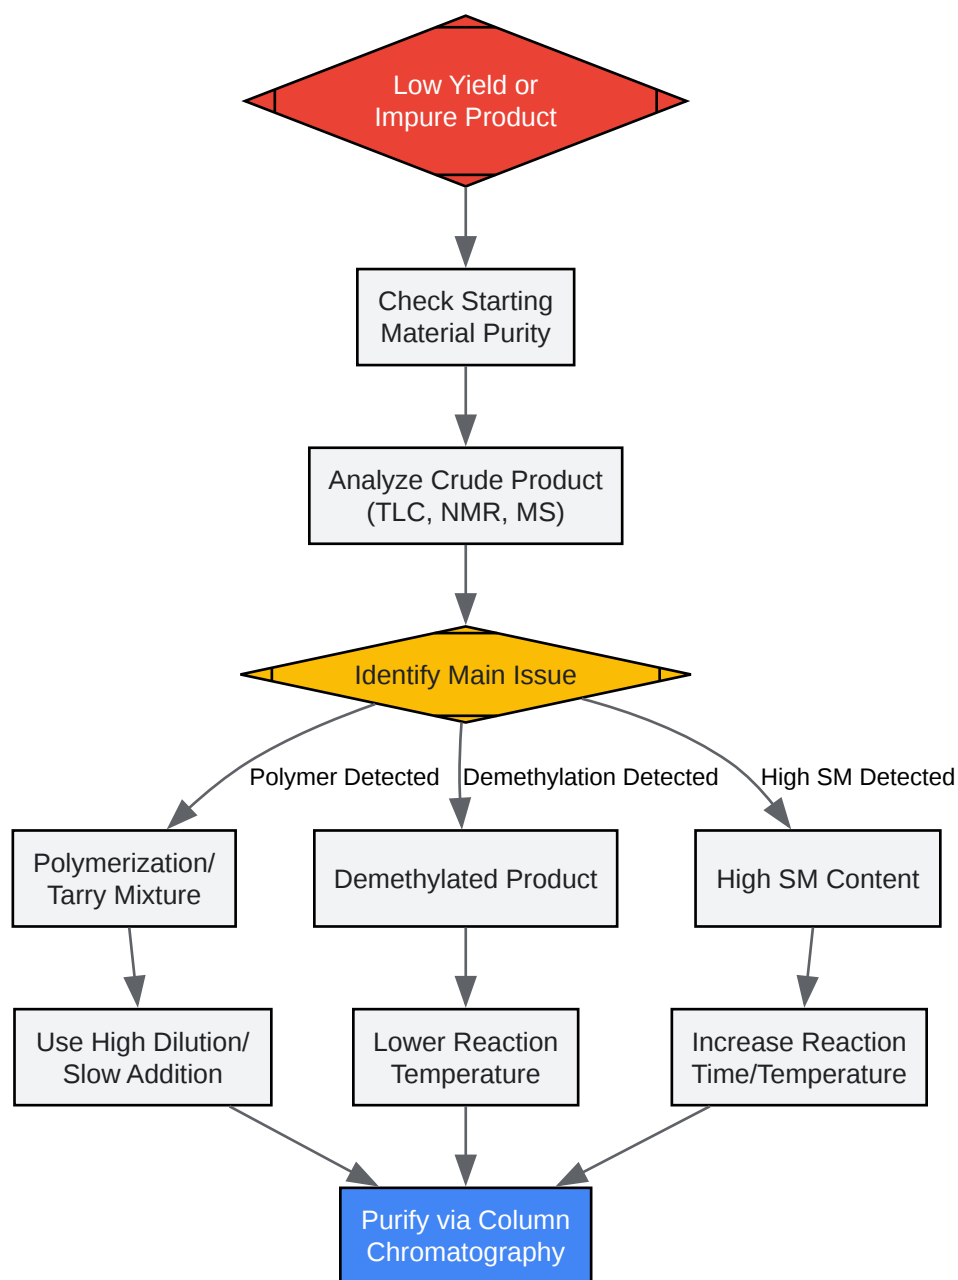 Low Yield or
Impure Product
Check Starting
Material Purity
Analyze Crude Product
(TLC, NMR, MS)
Identify Main Issue
Polymer Detected
Demethylation Detected
High SM Detected
Polymerization/
Tarry Mixture
Demethylated Product
High SM Content
Use High Dilution/
Slow Addition
Lower Reaction
Temperature
Increase Reaction
Time/Temperature
Purify via Column
Chromatography